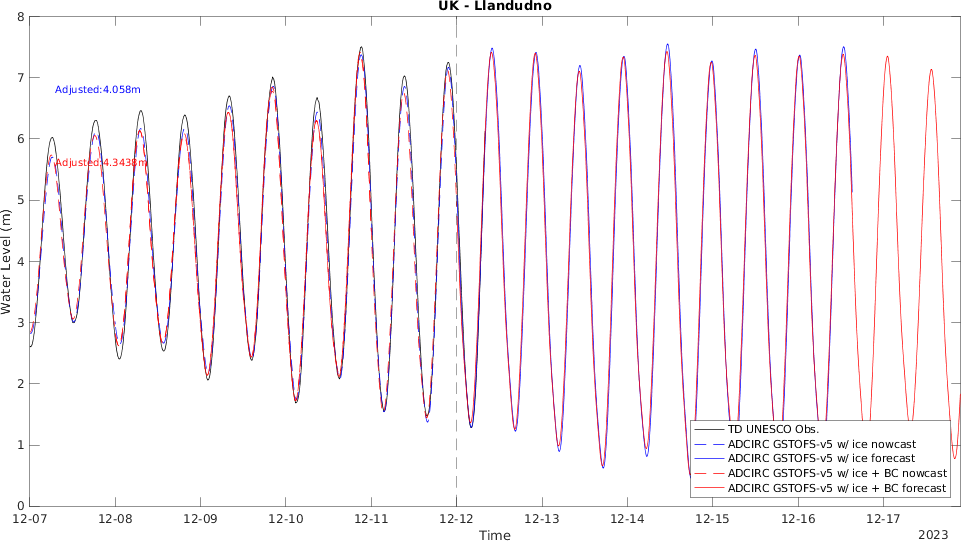 UK - Llandudno
8
7
6
5
4
3
2
1
0
Water Level (m)
Adjusted:4.058m
Adjusted:4.3438m
TD UNESCO Obs.
ADCIRC GSTOFS-v5 w/ ice nowcast
ADCIRC GSTOFS-v5 w/ ice forecast
ADCIRC GSTOFS-v5 w/ ice + BC nowcast
ADCIRC GSTOFS-v5 w/ ice + BC forecast
12-07 12-08 12-09 12-10 12-11 12-12 12-13 12-14 12-15 12-16 12-17
Time
2023